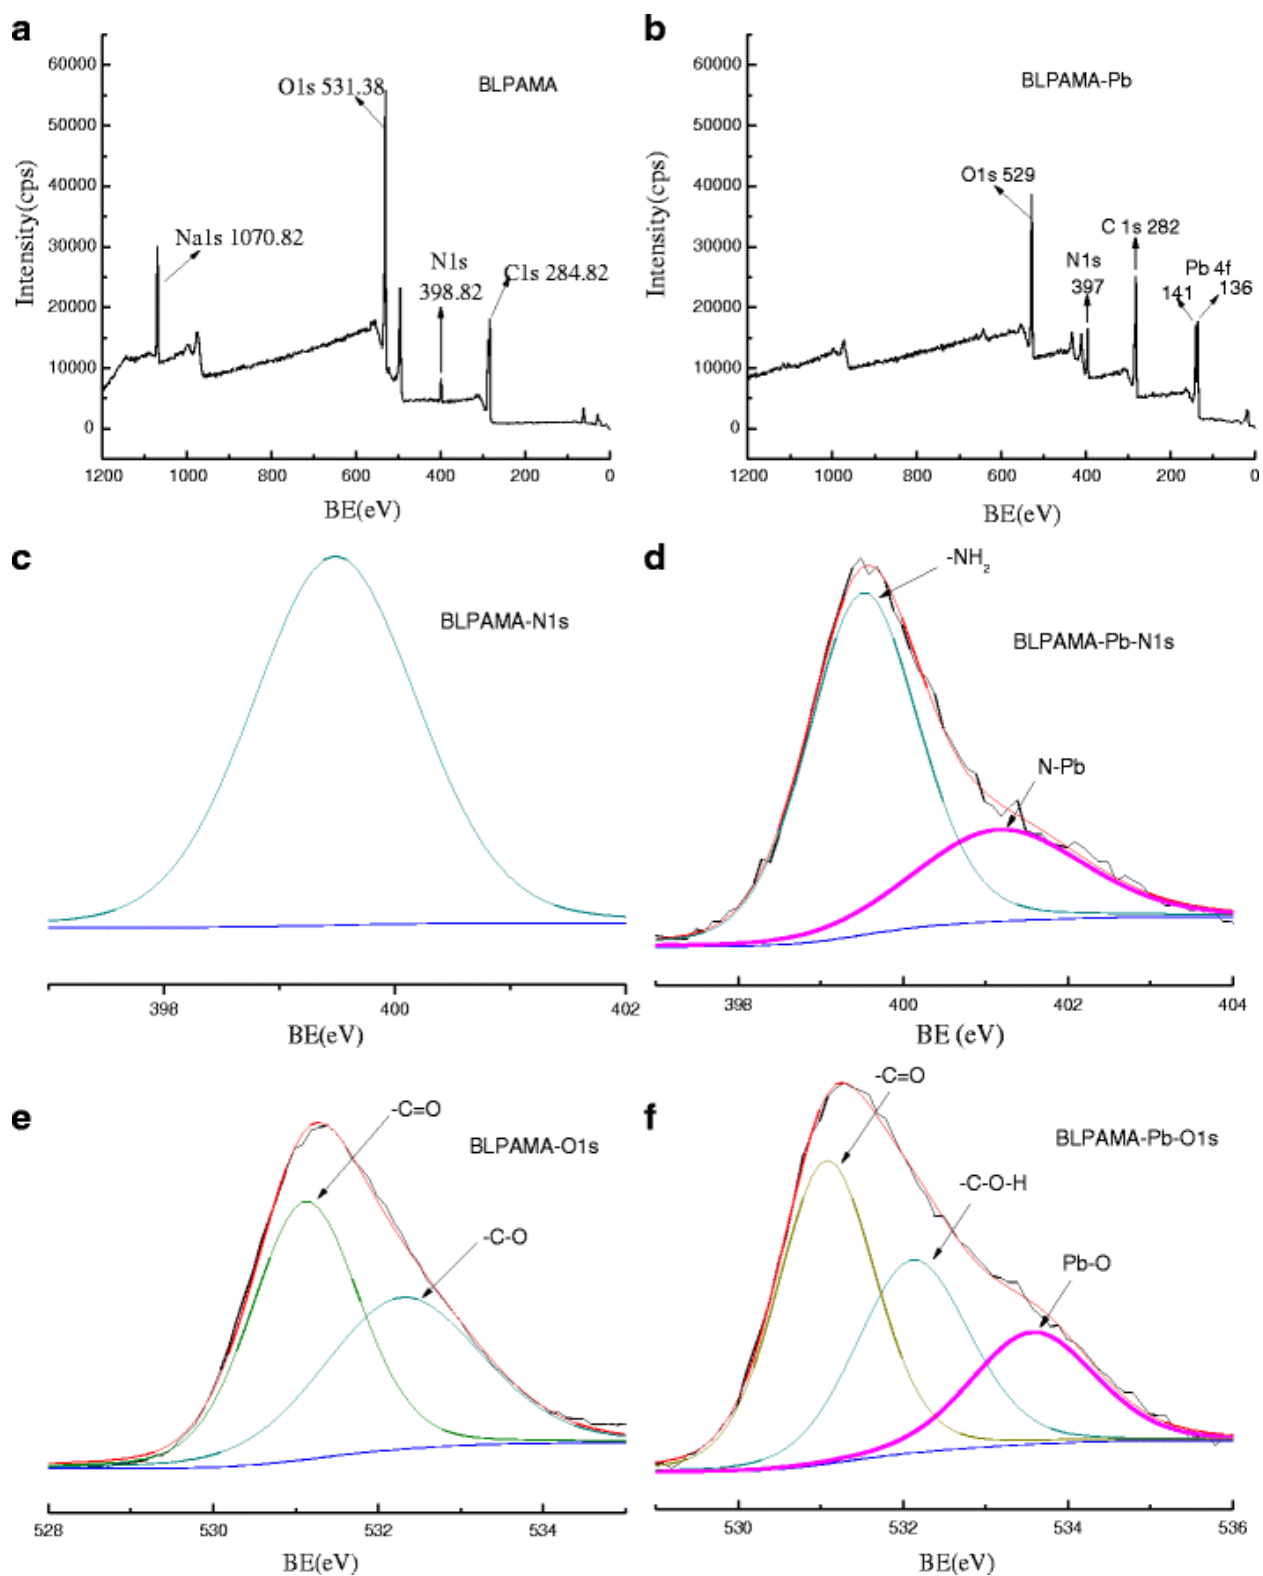 a
60000
50000
40000
30000
20000
10000
0
Intensity(cps)
O1s 531.38
BLPAMA
Na1s 1070.82
N1s
398.82
C1s 284.82
1200 1000 800 600 400 200 0
BE(eV)
b
60000
50000
40000
30000
20000
10000
0
Intensity(cps)
BLPAMA-Pb
O1s 529
C 1s 282
N1s
397
Pb 4f
141 136
1200 1000 800 600 400 200 0
BE(eV)
c
BLPAMA-N1s
398 400 402
BE(eV)
d
-NH₂
BLPAMA-Pb-N1s
N-Pb
398 400 402 404
BE (eV)
e
-C=O
BLPAMA-O1s
-C-O
528 530 532 534
BE(eV)
f
-C=O
BLPAMA-Pb-O1s
-C-O-H
Pb-O
530 532 534 536
BE(eV)